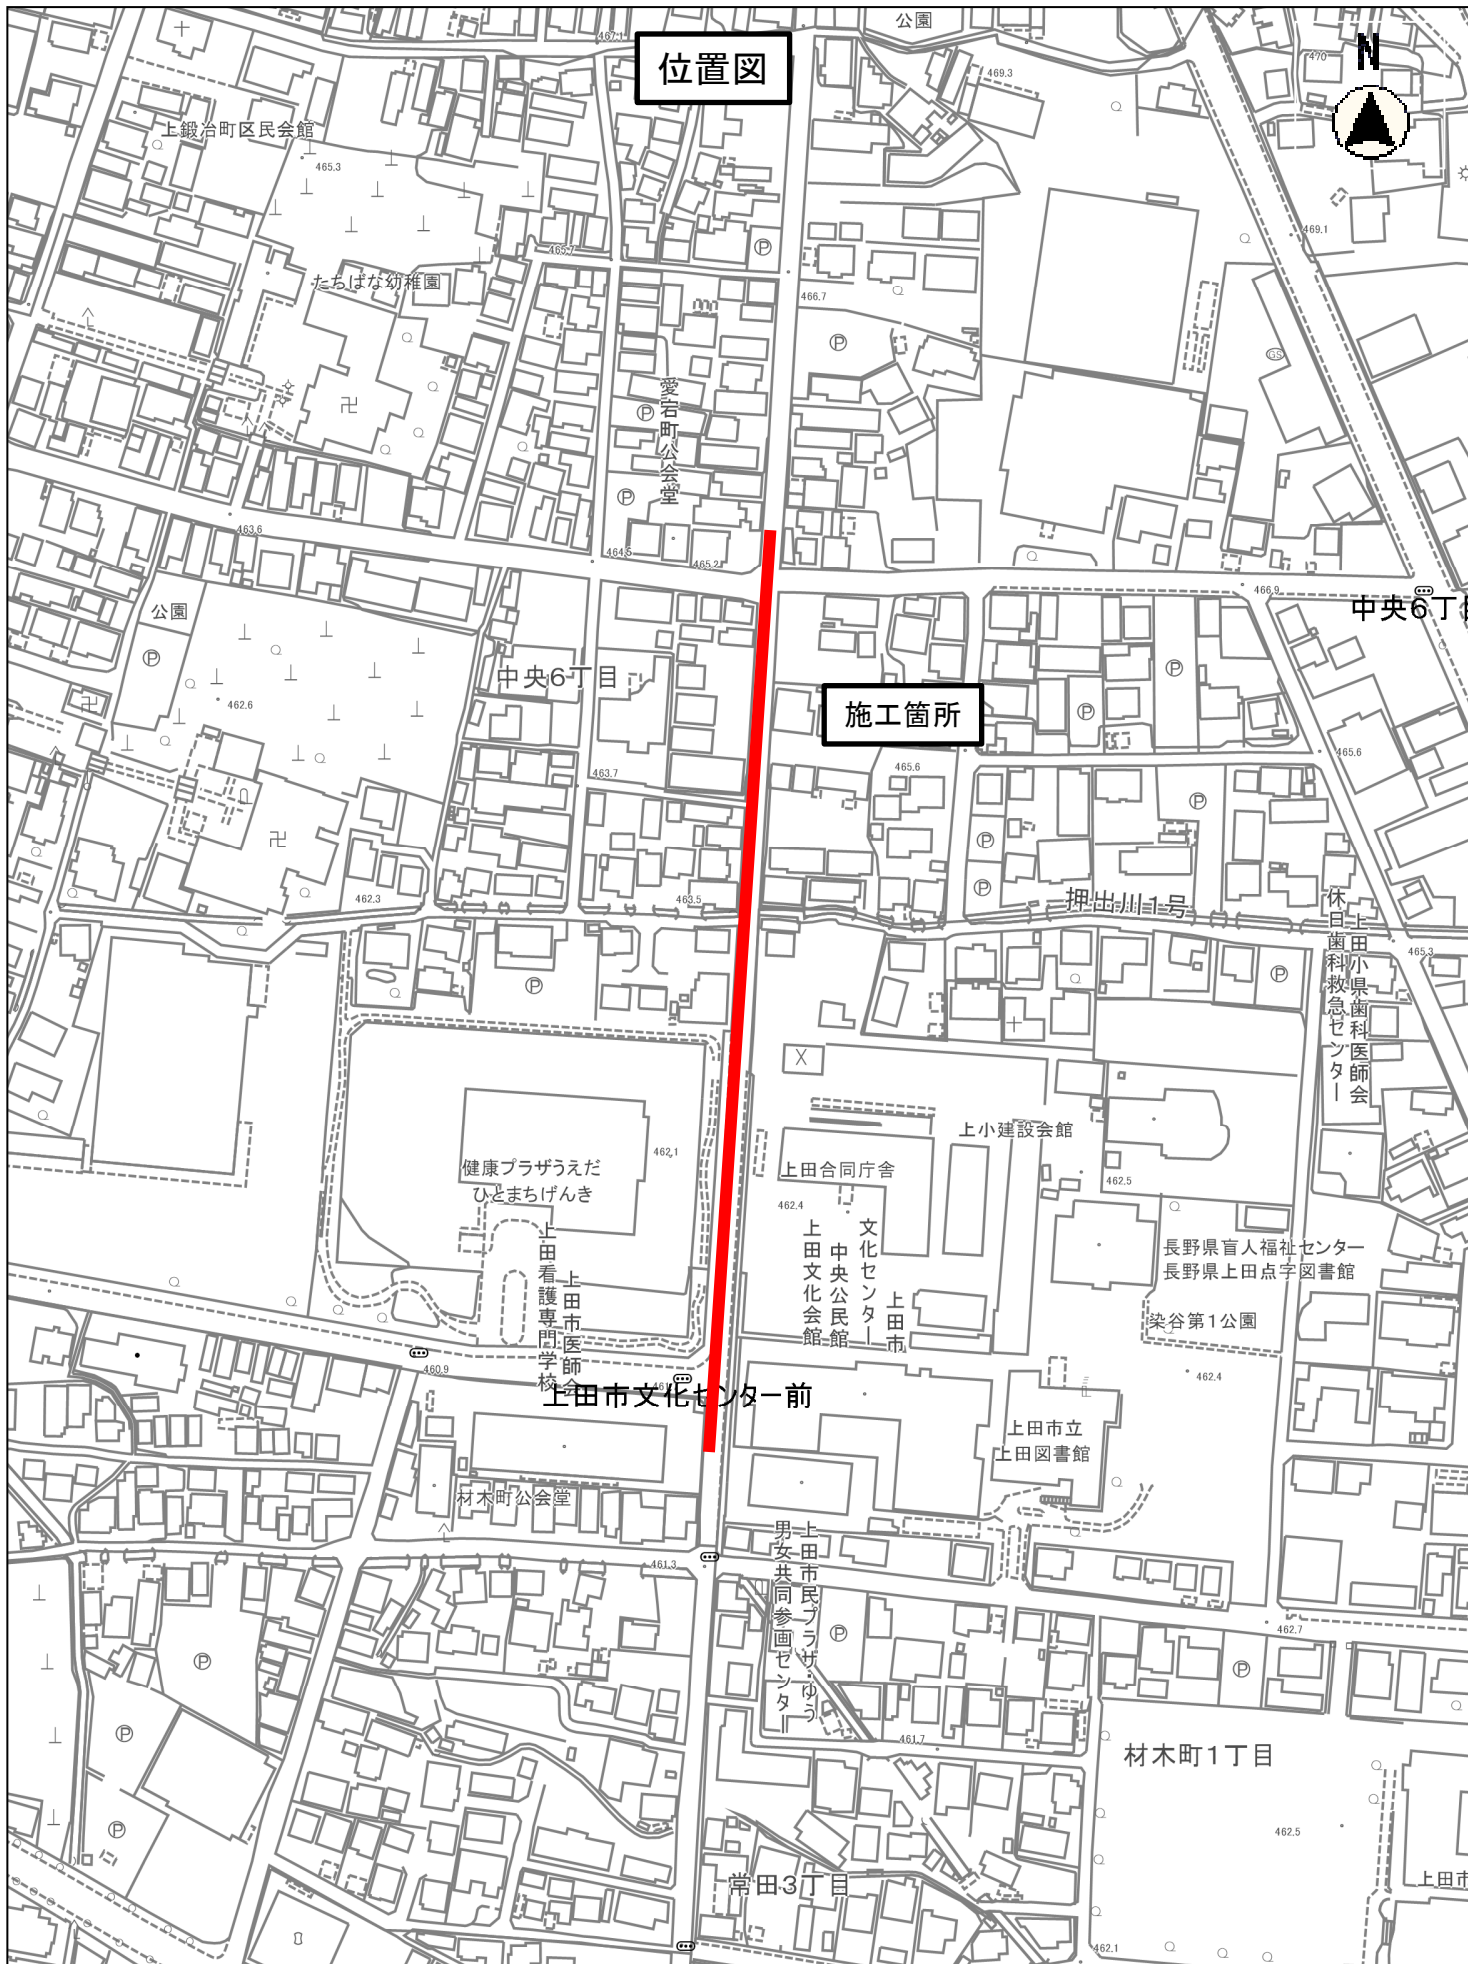 公園
467.1
位置図
N
469.3
470
上鍛冶町区民会館
465.3
469.1
465.7
たちばな幼稚園
466.7
GS
愛宕町公会堂
463.6
464.5
465.2
466.9
中央6丁目
公園
中央6丁目
462.6
施工箇所
463.7
465.6
465.6
462.3
463.5
押出川1号
465.3
上田小県歯科医師会
休日歯科救急センター
462.1
上小建設会館
健康プラザうえだ
ひとまちげんき
上田合同庁舎
462.5
462.4
上田市
文化センター
中央公民館
上田文化会館
上田市医師会
上田看護専門学校
長野県盲人福祉センター
長野県上田点字図書館
染谷第1公園
460.9
461
上田市文化センター前
462.4
上田市立
上田図書館
材木町公会堂
461.3
上田市民プラザ・ゆう
男女共同参画センター
462.7
461.7
材木町1丁目
462.5
常田3丁目
上田市
462.1